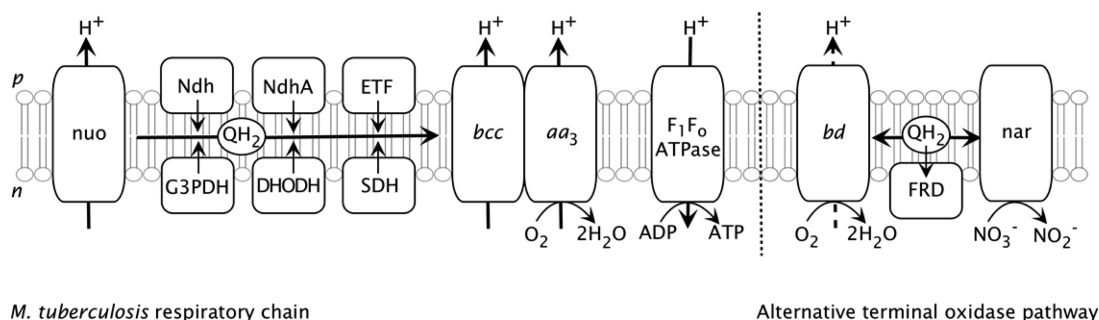 H⁺ H⁺ H⁺ H⁺ H⁺
p
n
nuo
Ndh
NdhA
ETF
QH₂
G3PDH
DHODH
SDH
bcc
aa₃
O₂ 2H₂O
F₁F₀
ATPase
ADP ATP
bd
O₂ 2H₂O
QH₂
FRD
nar
NO₃⁻ NO₂⁻
M. tuberculosis respiratory chain
Alternative terminal oxidase pathway